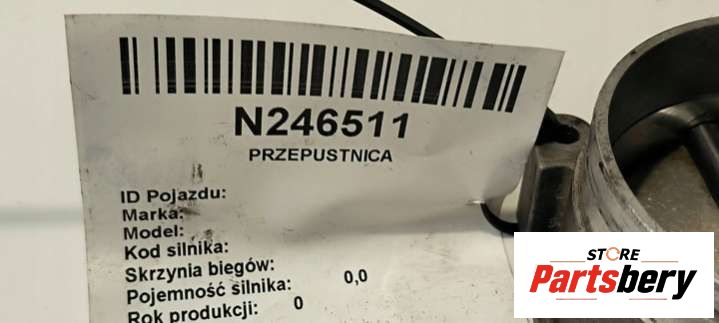 N246511
PRZEPUSTNICA
ID Pojazdu:
Marka:
Model:
Kod silnika:
Skrzynia biegów:
Pojemność silnika: 0,0
Rok produkcji: 0
STORE
Partsbery